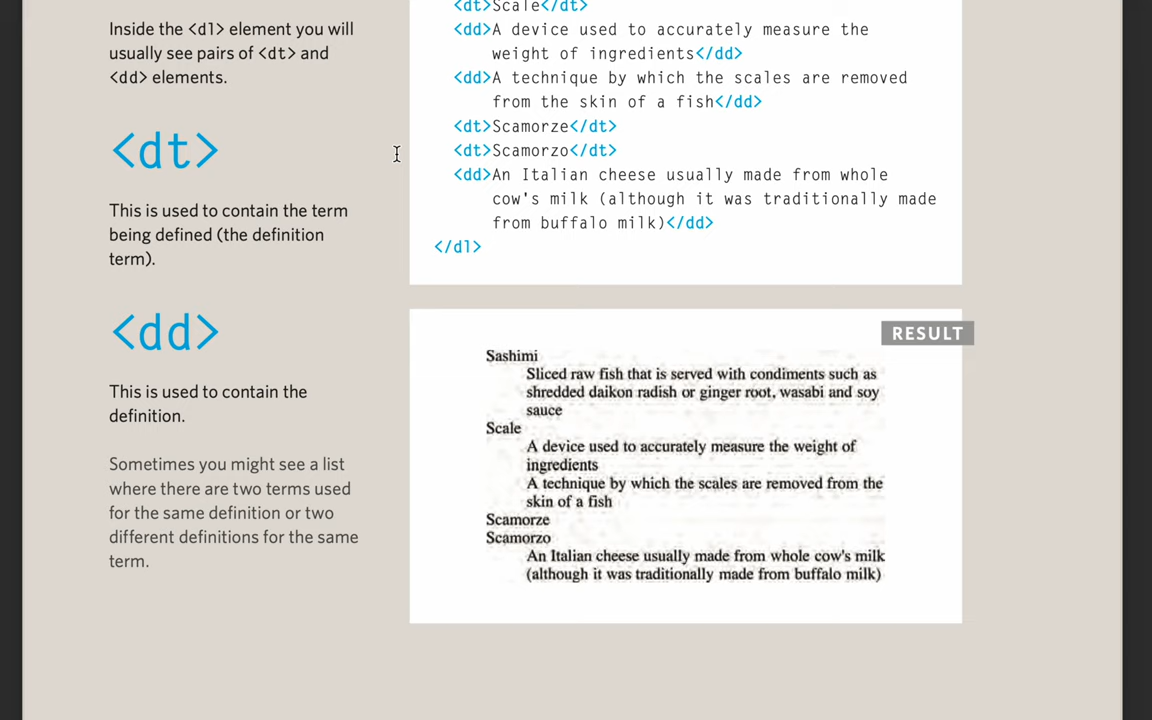 Inside the <dl> element you will
usually see pairs of <dt> and
<dd> elements.
<dt>
This is used to contain the term
being defined (the definition
term).
<dd>
This is used to contain the
definition.
Sometimes you might see a list
where there are two terms used
for the same definition or two
different definitions for the same
term.
<dt>Scale</dt>
<dd>A device used to accurately measure the
weight of ingredients</dd>
<dd>A technique by which the scales are removed
from the skin of a fish</dd>
<dt>Scamorze</dt>
<dt>Scamorzo</dt>
<dd>An Italian cheese usually made from whole
cow's milk (although it was traditionally made
from buffalo milk)</dd>
</dl>
RESULT
Sashimi
Sliced raw fish that is served with condiments such as
shredded daikon radish or ginger root, wasabi and soy
sauce
Scale
A device used to accurately measure the weight of
ingredients
A technique by which the scales are removed from the
skin of a fish
Scamorze
Scamorzo
An Italian cheese usually made from whole cow's milk
(although it was traditionally made from buffalo milk)